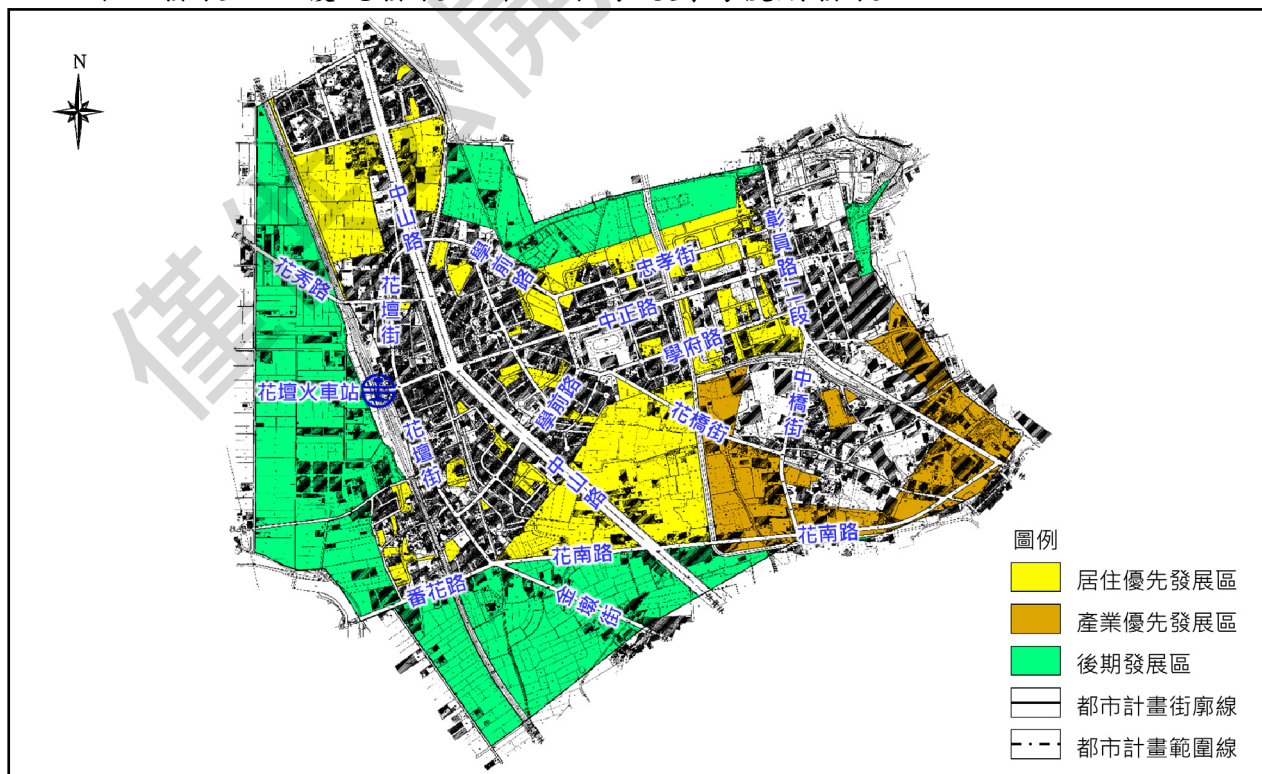 N
中山路
彰員路二段
學前路
忠孝街
花秀路
花壇街
中正路
學府路
花壇火車站
中橋街
學前路
花橋街
花壇街
中山路
花南路
花南路
番花路
金墩街
圖例
居住優先發展區
產業優先發展區
後期發展區
都市計畫街廓線
都市計畫範圍線